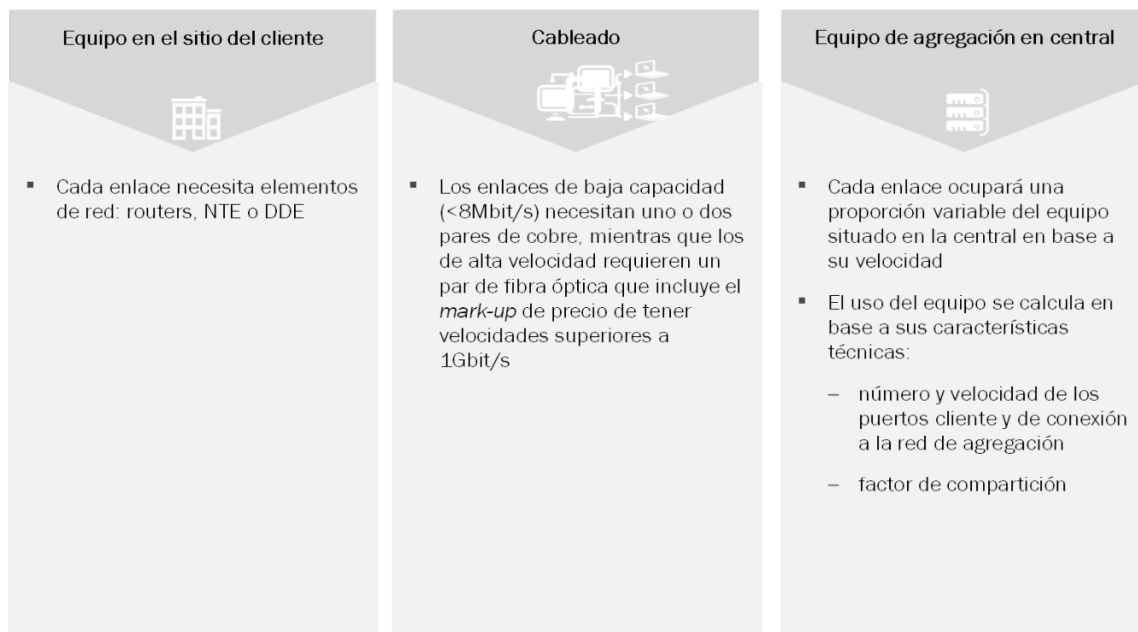 Equipo en el sitio del cliente
▪ Cada enlace necesita elementos
de red: routers, NTE o DDE
Cableado
▪ Los enlaces de baja capacidad
(<8Mbit/s) necesitan uno o dos
pares de cobre, mientras que los
de alta velocidad requieren un
par de fibra óptica que incluye el
mark-up de precio de tener
velocidades superiores a
1Gbit/s
Equipo de agregación en central
▪ Cada enlace ocupará una
proporción variable del equipo
situado en la central en base a
su velocidad
▪ El uso del equipo se calcula en
base a sus características
técnicas:
– número y velocidad de los
puertos cliente y de conexión
a la red de agregación
– factor de compartición